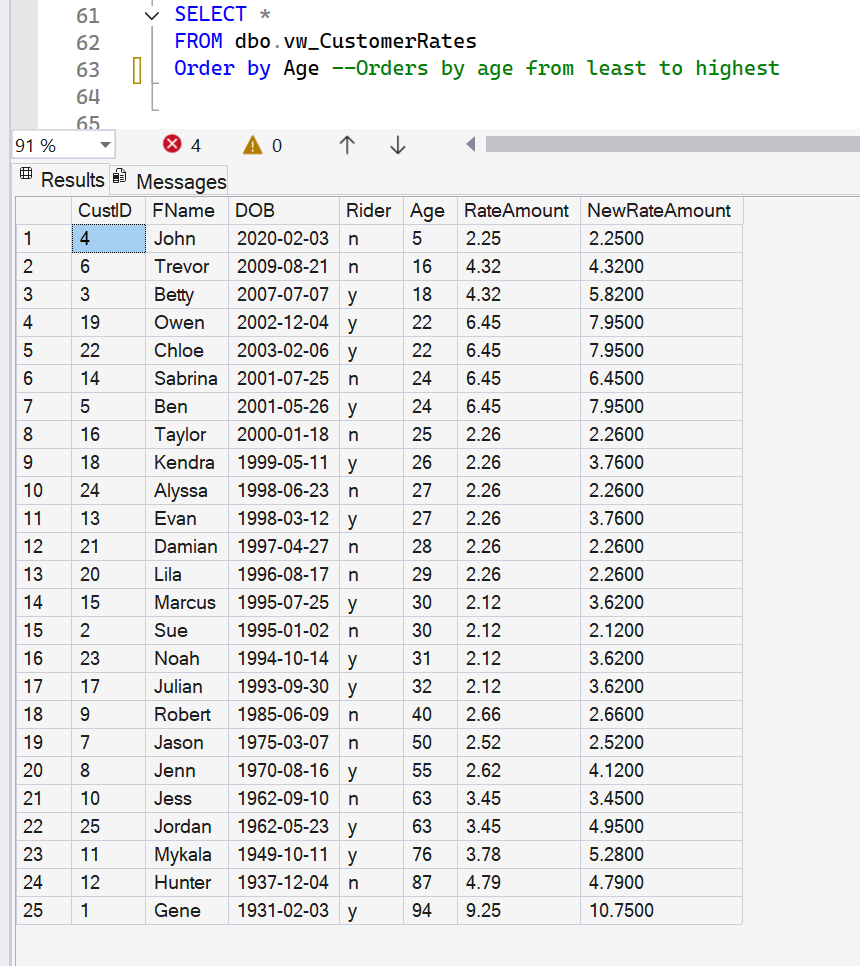 61 SELECT *
62 FROM dbo.vw_CustomerRates
63 Order by Age --Orders by age from least to highest
64
65
91 % 4 0
Results Messages
CustID FName DOB Rider Age RateAmount NewRateAmount
1 4 John 2020-02-03 n 5 2.25 2.2500
2 6 Trevor 2009-08-21 n 16 4.32 4.3200
3 3 Betty 2007-07-07 y 18 4.32 5.8200
4 19 Owen 2002-12-04 y 22 6.45 7.9500
5 22 Chloe 2003-02-06 y 22 6.45 7.9500
6 14 Sabrina 2001-07-25 n 24 6.45 6.4500
7 5 Ben 2001-05-26 y 24 6.45 7.9500
8 16 Taylor 2000-01-18 n 25 2.26 2.2600
9 18 Kendra 1999-05-11 y 26 2.26 3.7600
10 24 Alyssa 1998-06-23 n 27 2.26 2.2600
11 13 Evan 1998-03-12 y 27 2.26 3.7600
12 21 Damian 1997-04-27 n 28 2.26 2.2600
13 20 Lila 1996-08-17 n 29 2.26 2.2600
14 15 Marcus 1995-07-25 y 30 2.12 3.6200
15 2 Sue 1995-01-02 n 30 2.12 2.1200
16 23 Noah 1994-10-14 y 31 2.12 3.6200
17 17 Julian 1993-09-30 y 32 2.12 3.6200
18 9 Robert 1985-06-09 n 40 2.66 2.6600
19 7 Jason 1975-03-07 n 50 2.52 2.5200
20 8 Jenn 1970-08-16 y 55 2.62 4.1200
21 10 Jess 1962-09-10 n 63 3.45 3.4500
22 25 Jordan 1962-05-23 y 63 3.45 4.9500
23 11 Mykala 1949-10-11 y 76 3.78 5.2800
24 12 Hunter 1937-12-04 n 87 4.79 4.7900
25 1 Gene 1931-02-03 y 94 9.25 10.7500